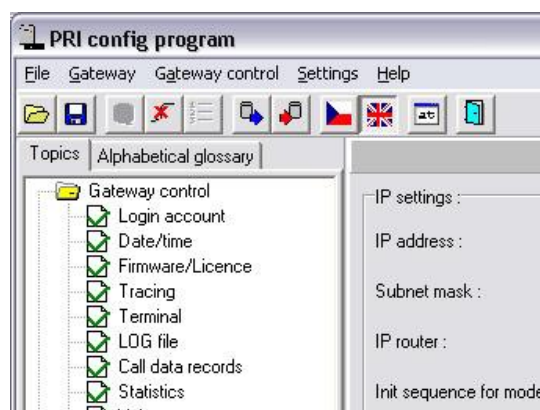 PRI config program
File Gateway Gateway control Settings Help
at
Topics Alphabetical glossary
Gateway control
Login account
Date/time
Firmware/Licence
Tracing
Terminal
LOG file
Call data records
Statistics
IP settings :
IP address :
Subnet mask :
IP router :
Init sequence for mode